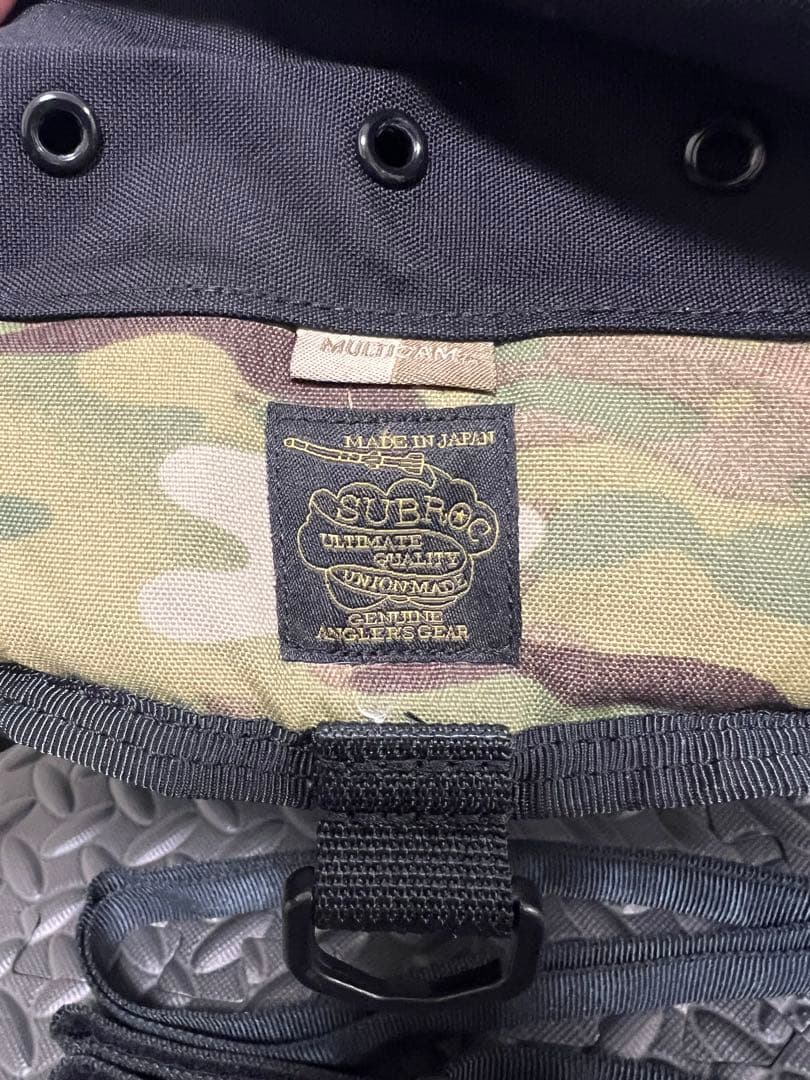 MULTICAM
MADE IN JAPAN
SUBROC
ULTIMATE
QUALITY
UNION MADE
GENUINE
ANGLERS GEAR